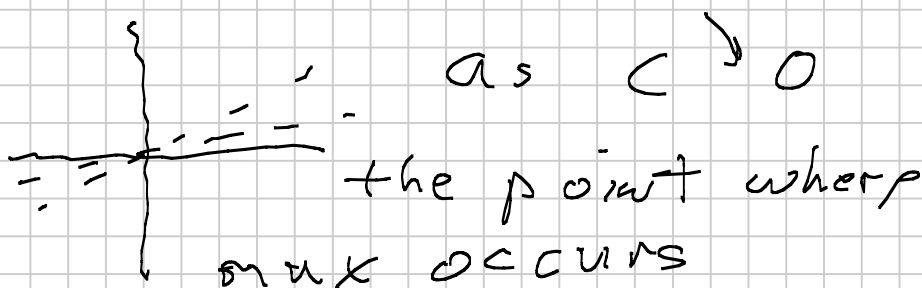 as c ↘ 0
the point where
max occurs